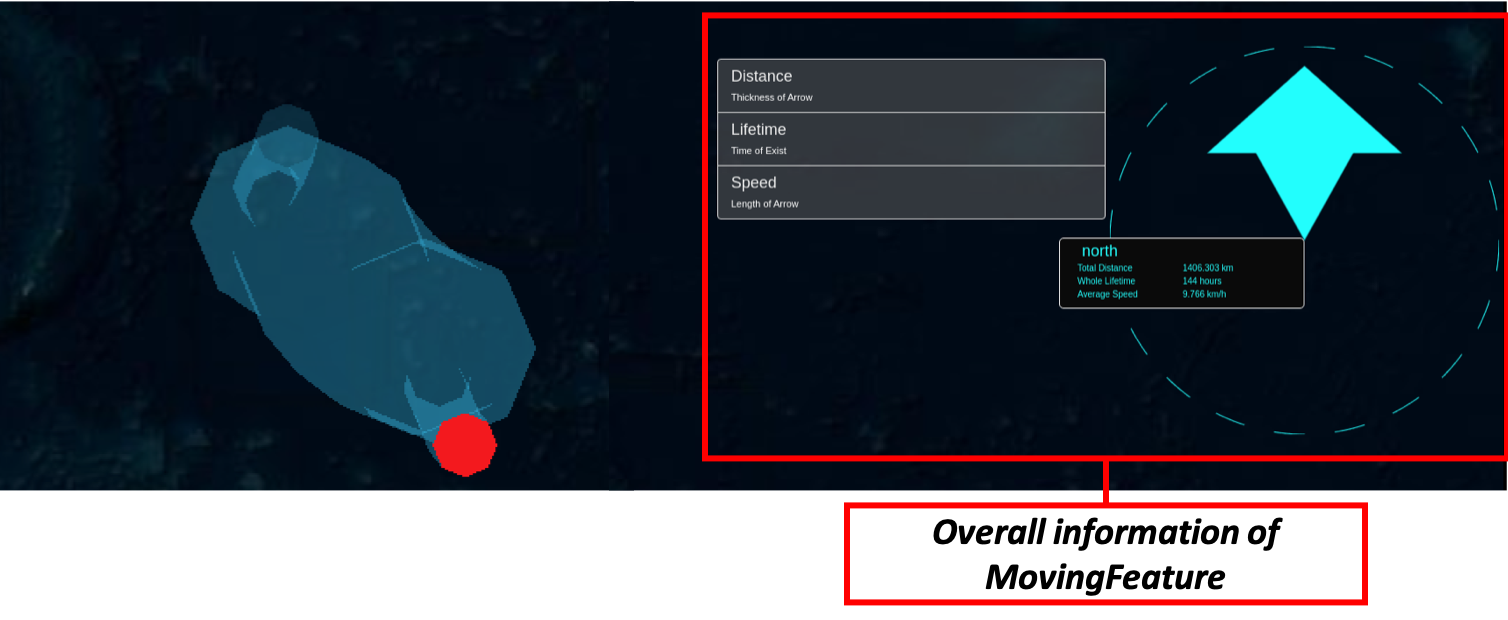 Distance
Thickness of Arrow
Lifetime
Time of Exist
Speed
Length of Arrow
north
Total Distance 1406.303 km
Whole Lifetime 144 hours
Average Speed 9.766 km/h
Overall information of
MovingFeature